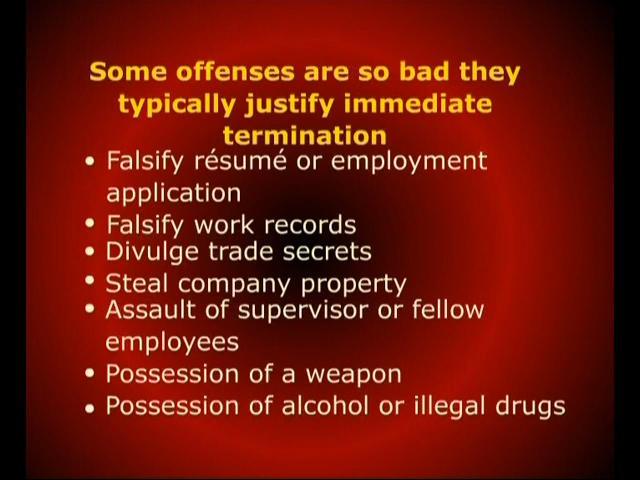 Some offenses are so bad they
typically justify immediate
termination
• Falsify résumé or employment
application
• Falsify work records
• Divulge trade secrets
• Steal company property
• Assault of supervisor or fellow
employees
• Possession of a weapon
• Possession of alcohol or illegal drugs